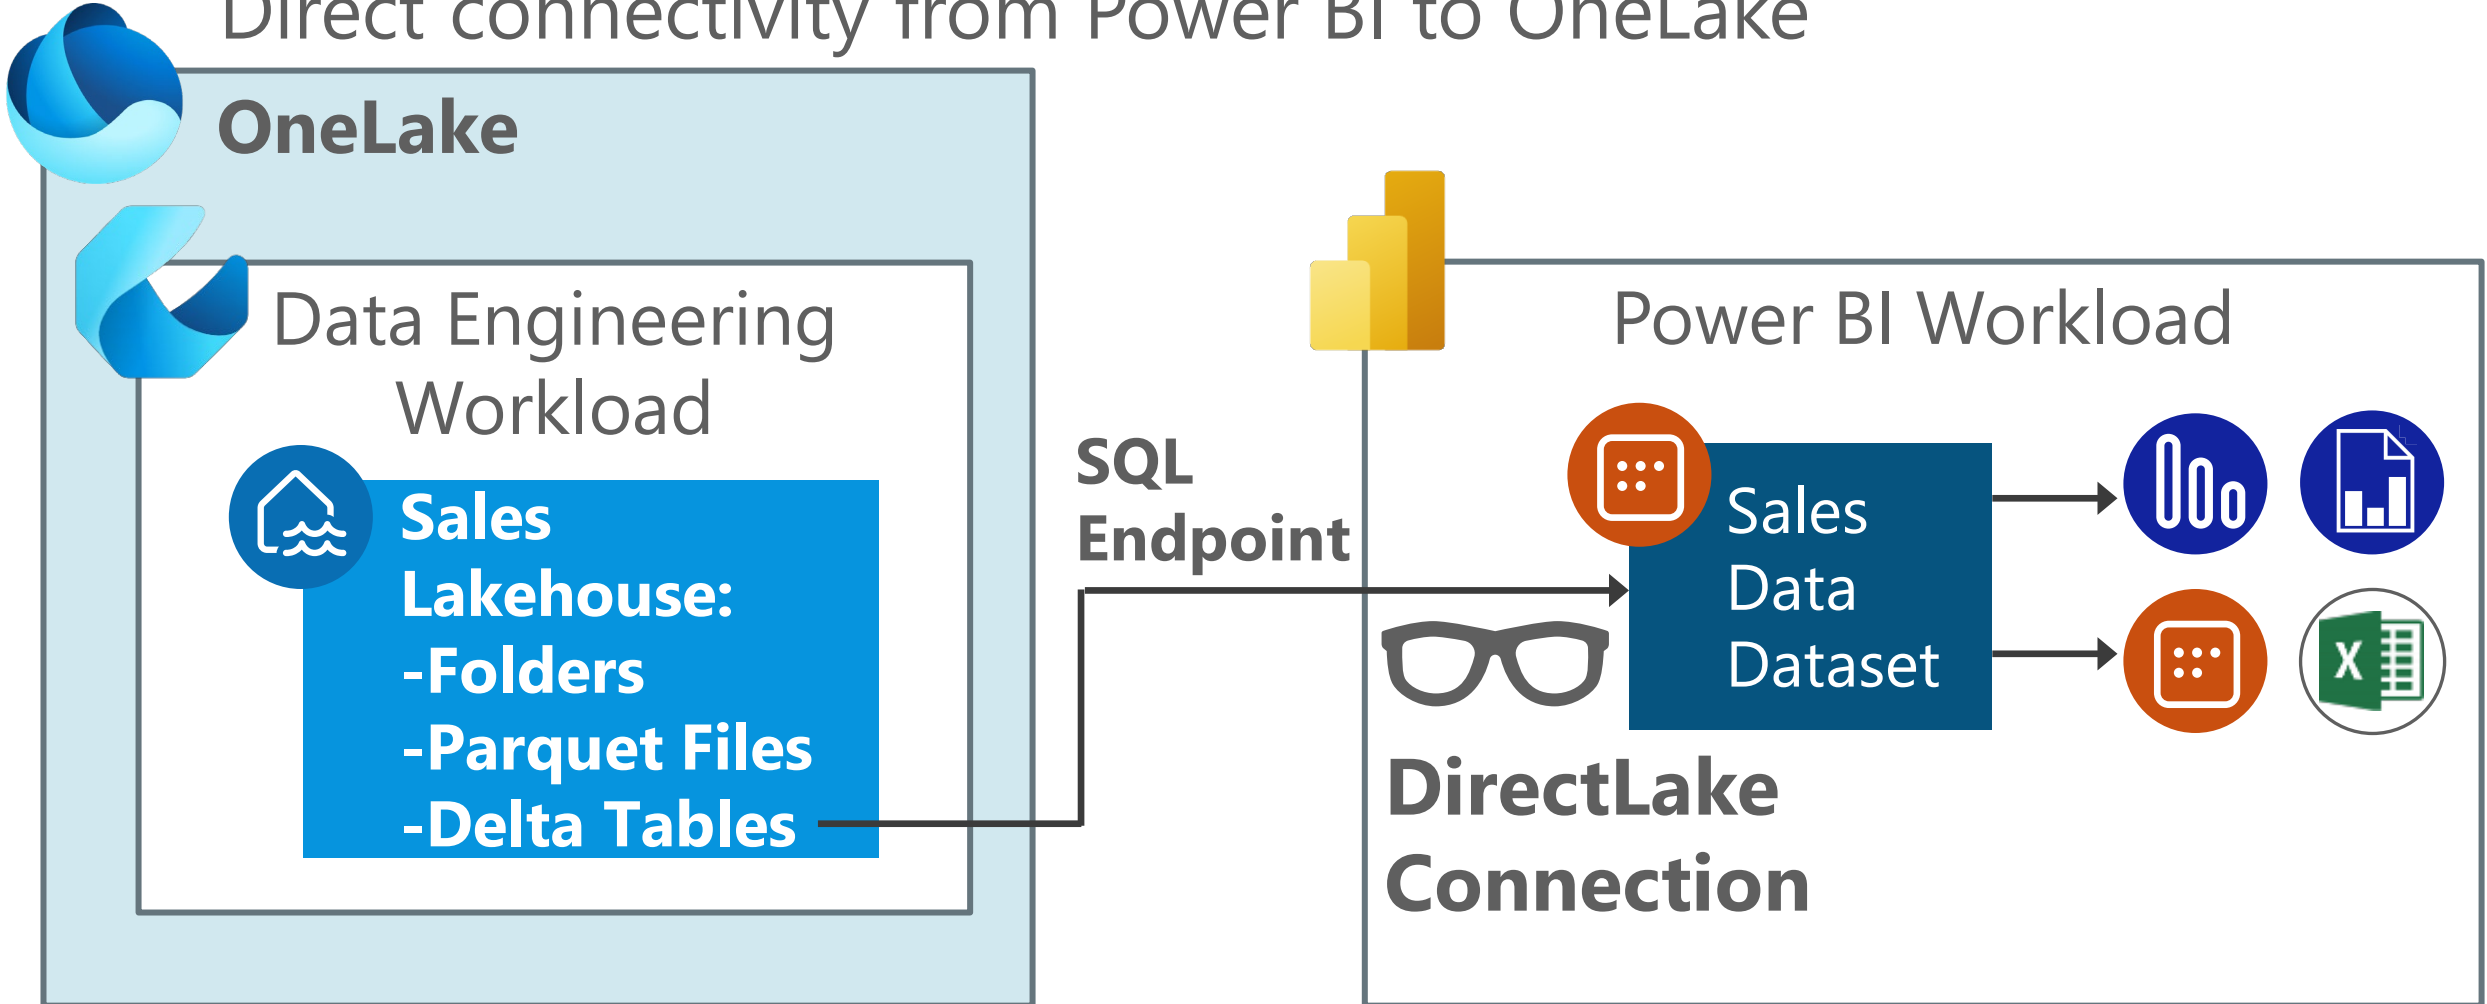 Direct connectivity from Power BI to OneLake
OneLake
Data Engineering
Workload
Sales
Lakehouse:
-Folders
-Parquet Files
-Delta Tables
SQL
Endpoint
Power BI Workload
Sales
Data
Dataset
DirectLake
Connection
X